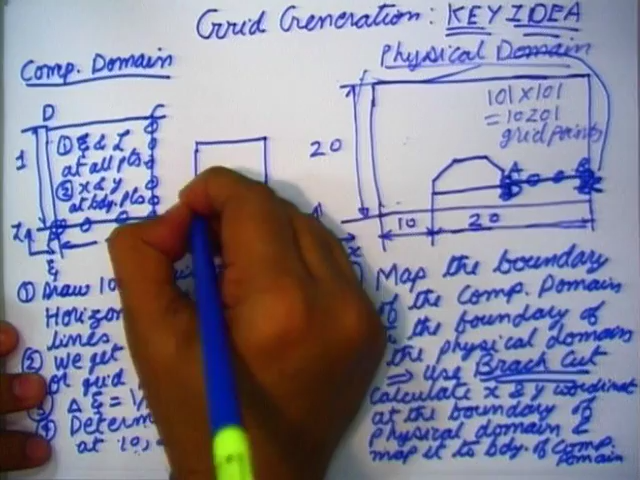 Grid Generation: KEY IDEA
Comp. Domain
Physical Domain
D C
1
① ξ & η
at all pts
② x & y
at bdy. pts
20
101 X 101
= 10201
grid points
A
10 20
x
ξ
① Draw
Horizon
lines
② We get
of grid
③ Δξ = 1/
④ Determ
at
Map the boundary
of the Comp. Domain
the boundary of
the physical domain
⇒ use Branch Cut
Calculate x & y coordinat
at the boundary of
physical domain &
map it to bdy. of Comp.
Domain